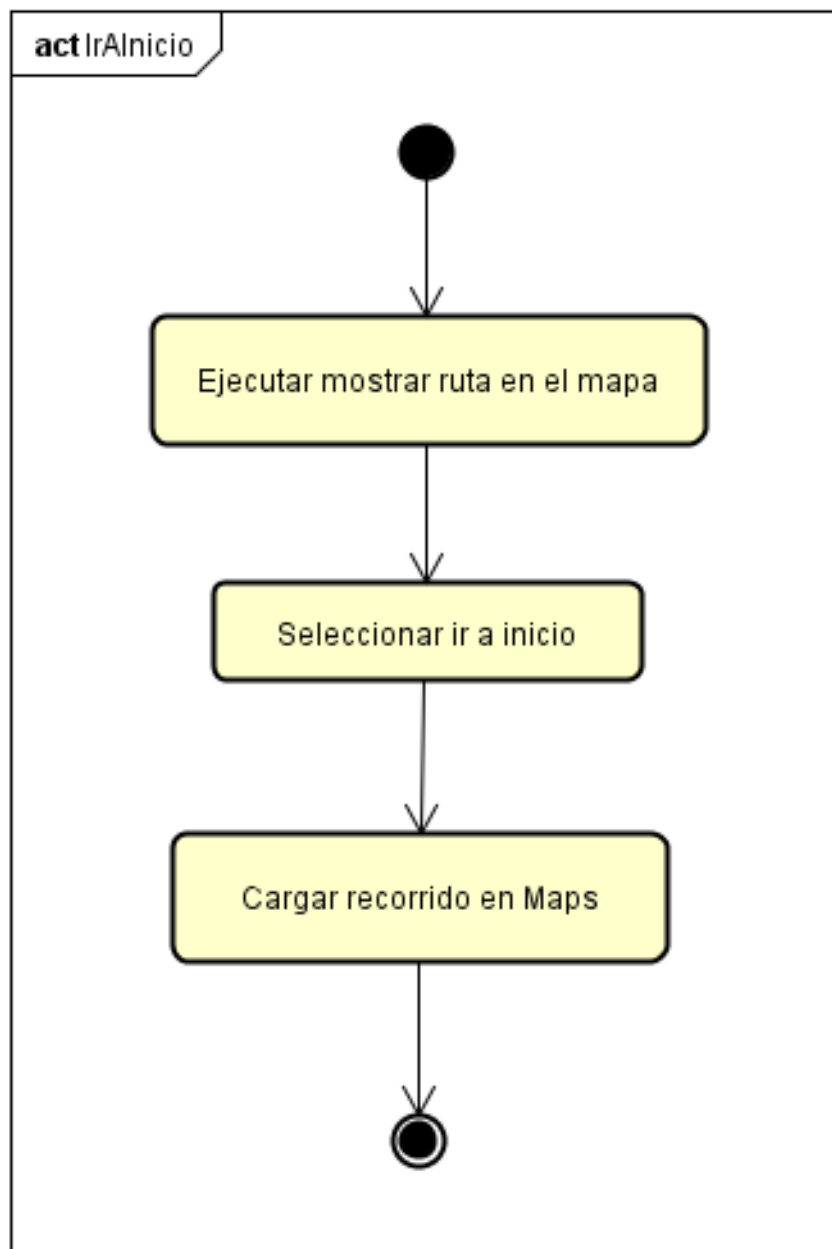 act IrAInicio
Ejecutar mostrar ruta en el mapa
Seleccionar ir a inicio
Cargar recorrido en Maps